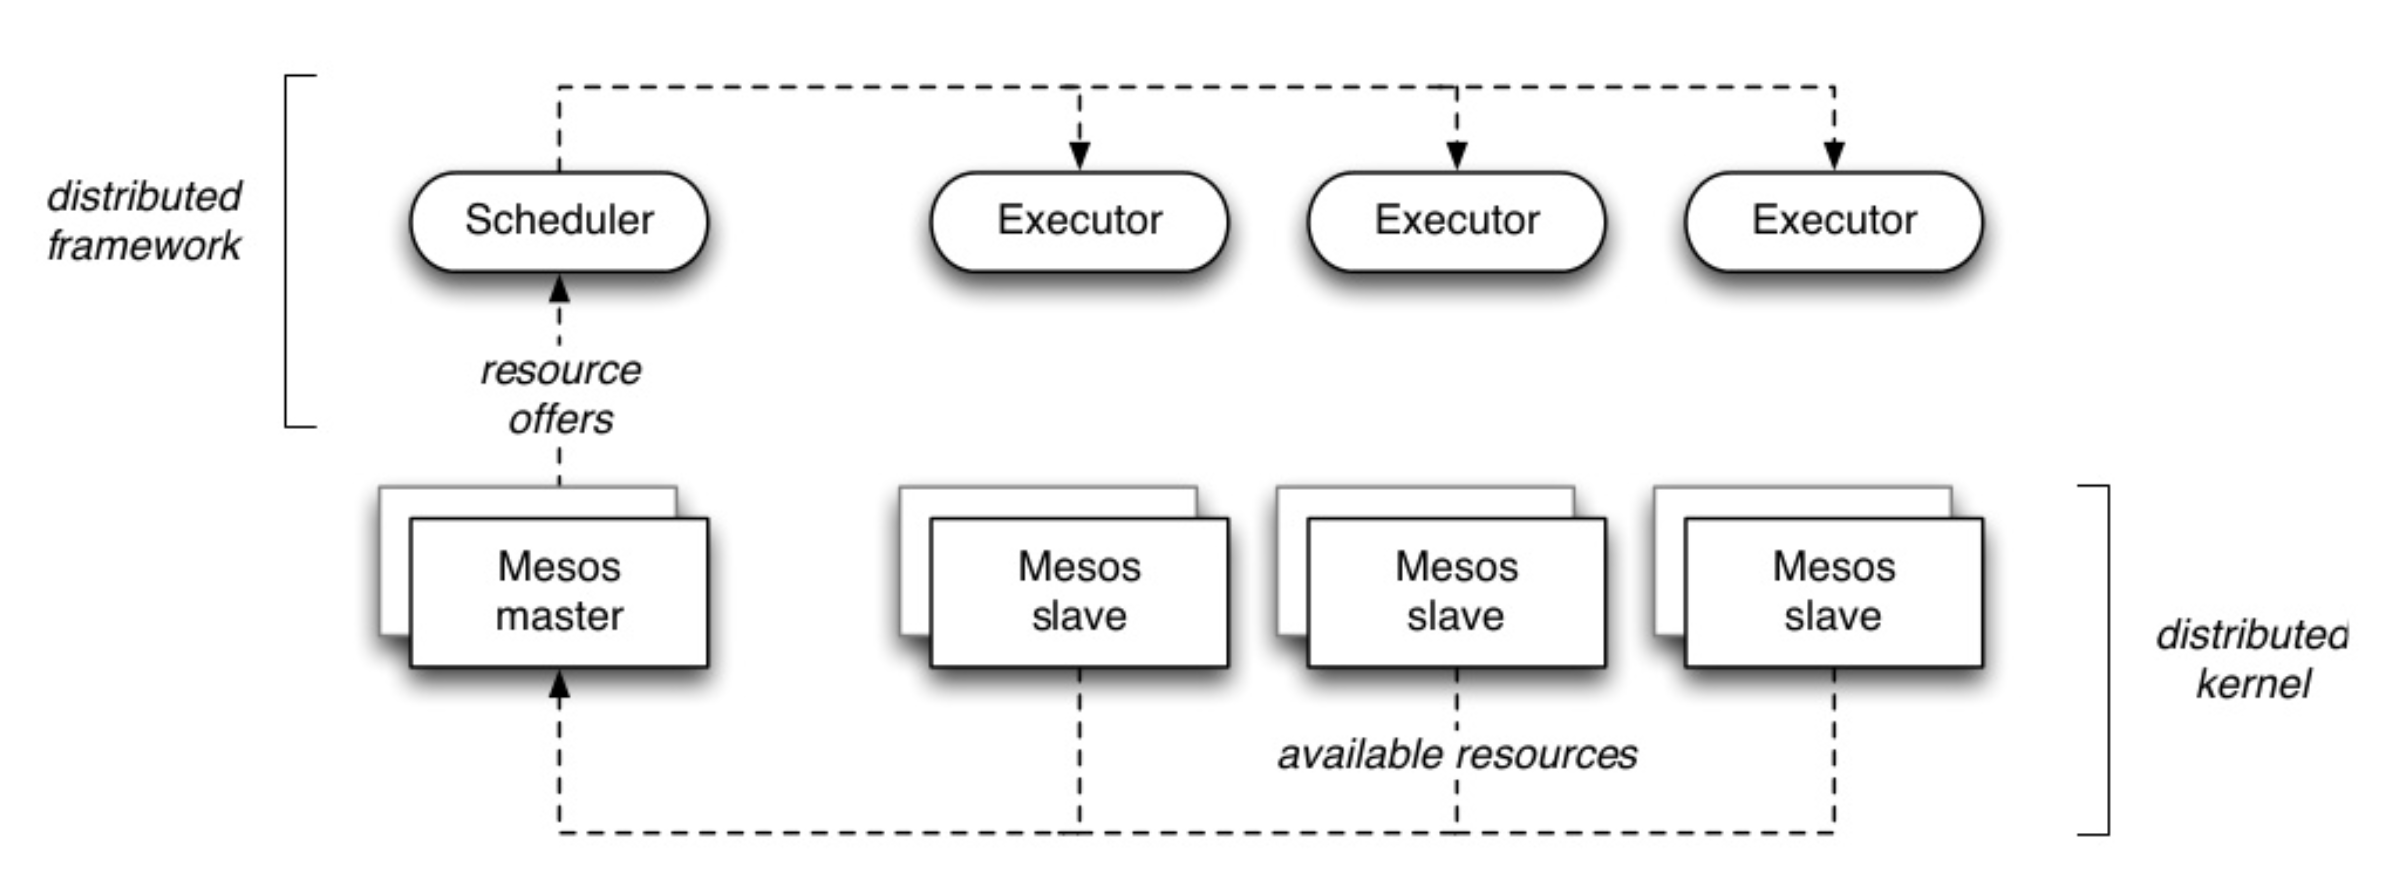 distributed
framework
Scheduler
Executor
Executor
Executor
resource
offers
Mesos
master
Mesos
slave
Mesos
slave
Mesos
slave
available resources
distributed
kernel